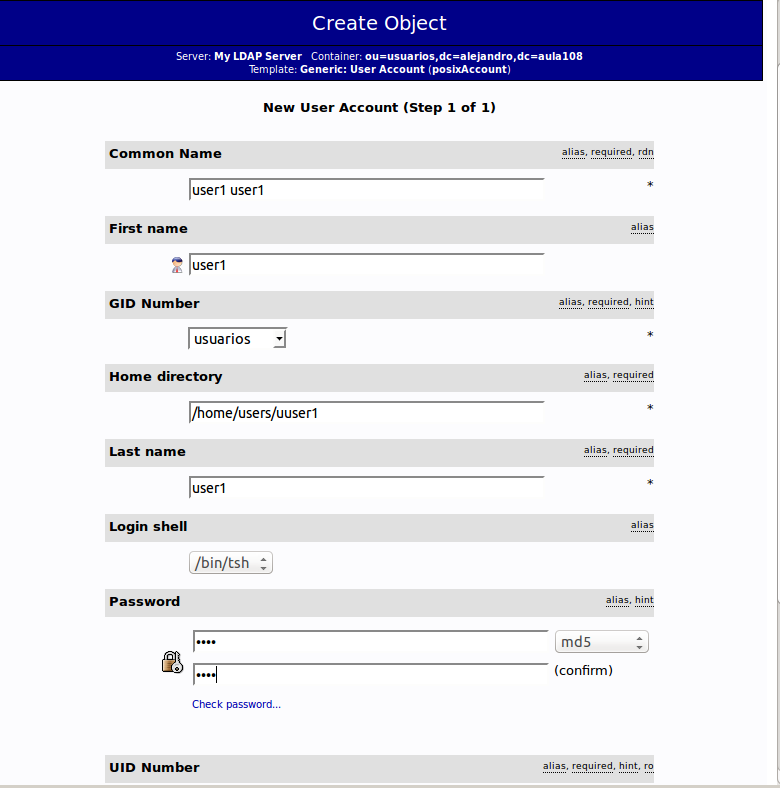 Create Object
Server: My LDAP Server Container: ou=usuarios,dc=alejandro,dc=aula108
Template: Generic: User Account (posixAccount)
New User Account (Step 1 of 1)
Common Name alias, required, rdn
user1 user1 *
First name alias
user1
GID Number alias, required, hint
usuarios *
Home directory alias, required
/home/users/uuser1 *
Last name alias, required
user1 *
Login shell alias
/bin/tsh
Password alias, hint
•••• md5
•••• (confirm)
Check password...
UID Number alias, required, hint, ro